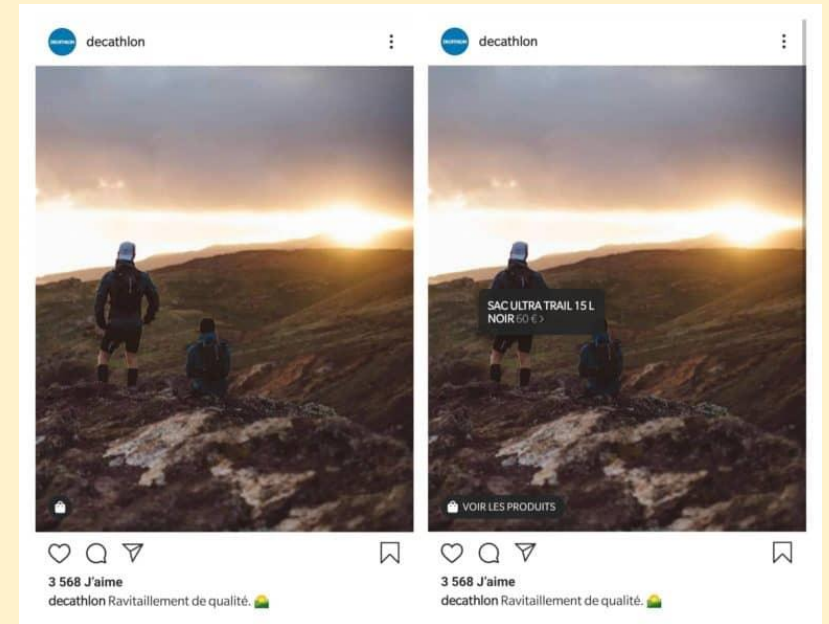 decathlon
3 568 J'aime
decathlon Ravitaillement de qualité.
decathlon
SAC ULTRA TRAIL 15 L
NOIR 60 € >
VOIR LES PRODUITS
3 568 J'aime
decathlon Ravitaillement de qualité.